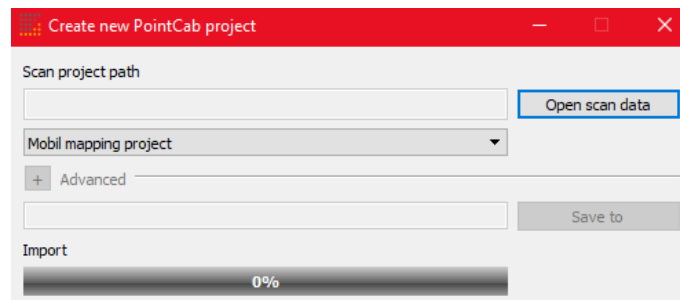 Create new PointCab project
Scan project path
Open scan data
Mobil mapping project
+ Advanced
Save to
Import
0%